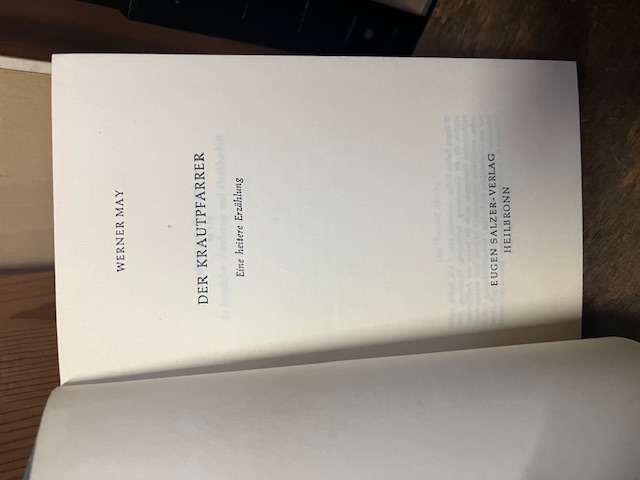 WERNER MAY
DER KRAUTPFARRER
Eine heitere Erzählung
EUGEN SALZER-VERLAG
HEILBRONN